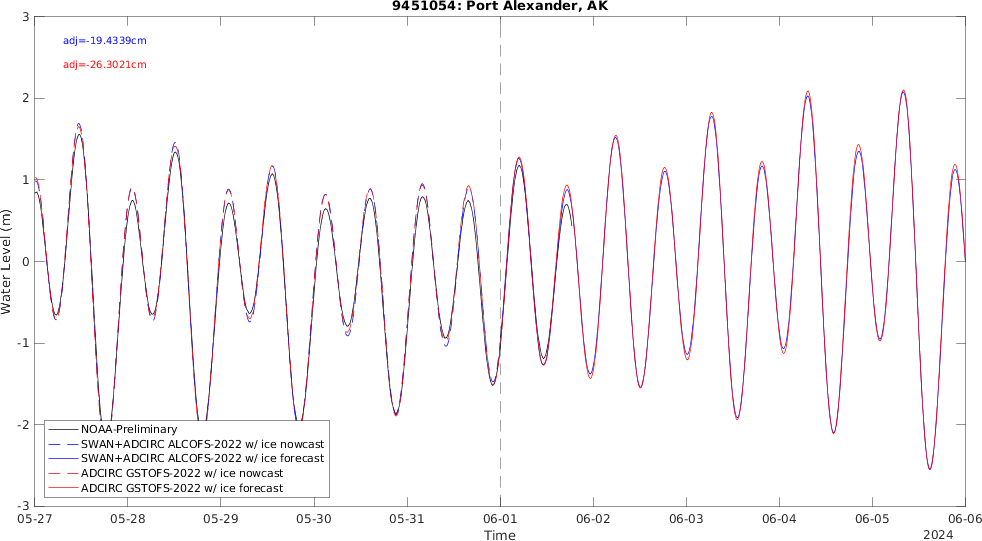 9451054: Port Alexander, AK
adj=-19.4339cm
adj=-26.3021cm
Water Level (m)
3
2
1
0
-1
-2
-3
NOAA-Preliminary
SWAN+ADCIRC ALCOFS-2022 w/ ice nowcast
SWAN+ADCIRC ALCOFS-2022 w/ ice forecast
ADCIRC GSTOFS-2022 w/ ice nowcast
ADCIRC GSTOFS-2022 w/ ice forecast
05-27 05-28 05-29 05-30 05-31 06-01 06-02 06-03 06-04 06-05 06-06
Time
2024